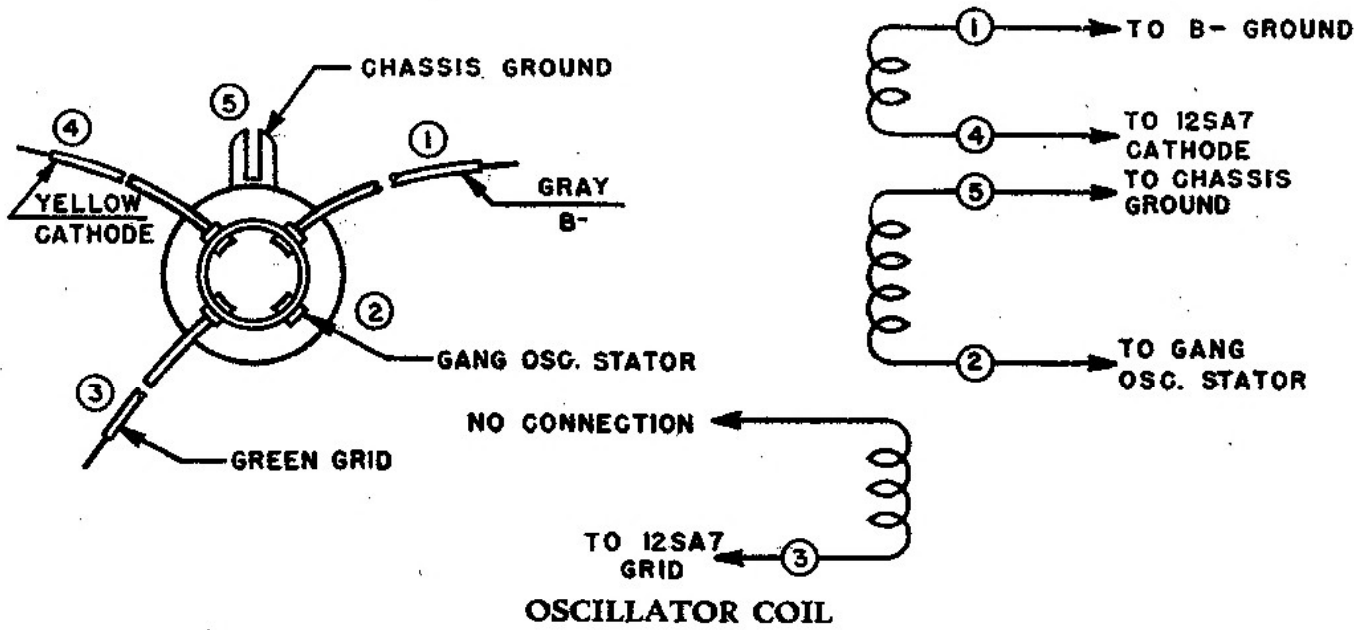 CHASSIS GROUND
5
4
1
YELLOW
CATHODE
GRAY
B-
2
GANG OSC. STATOR
3
GREEN GRID
1
TO B- GROUND
4
TO 12SA7
CATHODE
5
TO CHASSIS
GROUND
2
TO GANG
OSC. STATOR
NO CONNECTION
TO 12SA7
GRID
3
OSCILLATOR COIL